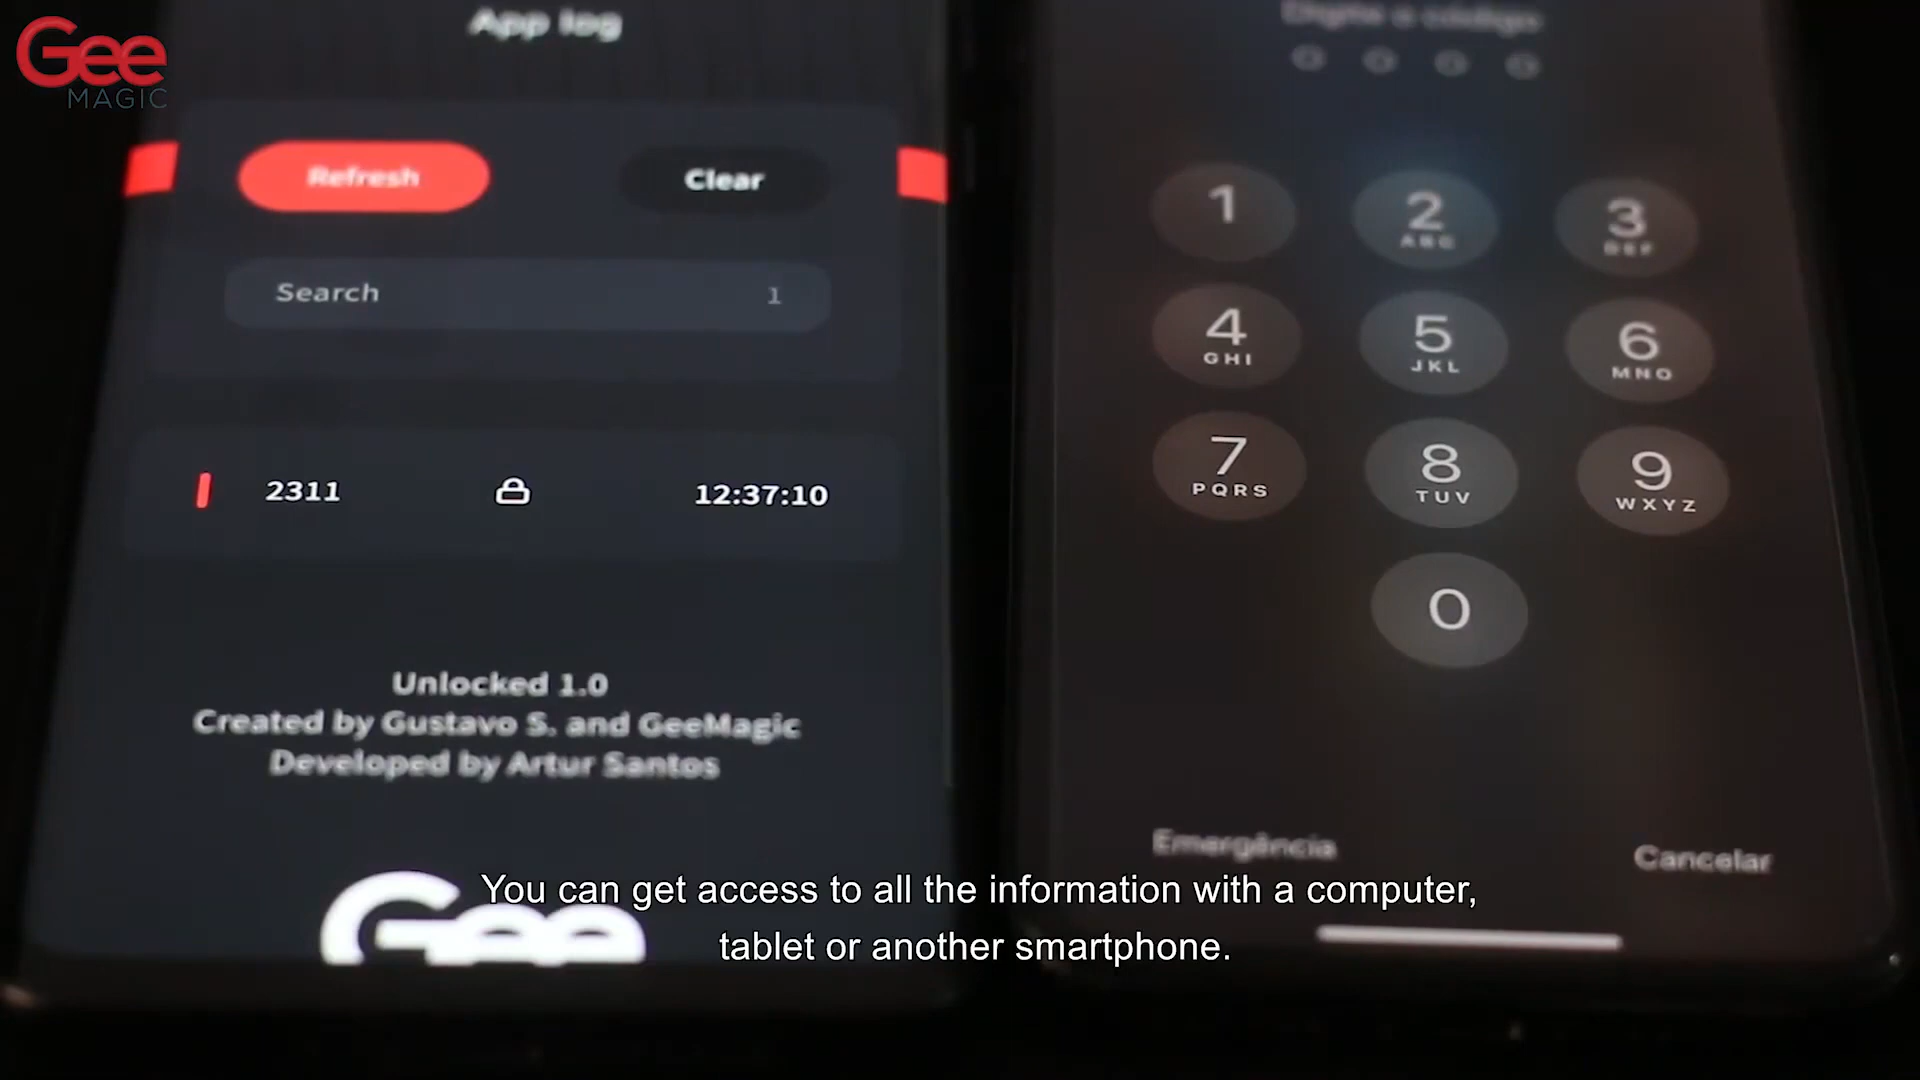 Gee
MAGIC
App log
Refresh
Clear
Search
1
2311
12:37:10
Unlocked 1.0
Created by Gustavo S. and GeeMagic
Developed by Artur Santos
Gee
Digite o código
1
2
ABC
3
DEF
4
GHI
5
JKL
6
MNO
7
PQRS
8
TUV
9
WXYZ
0
Emergência
Cancelar
You can get access to all the information with a computer,
tablet or another smartphone.